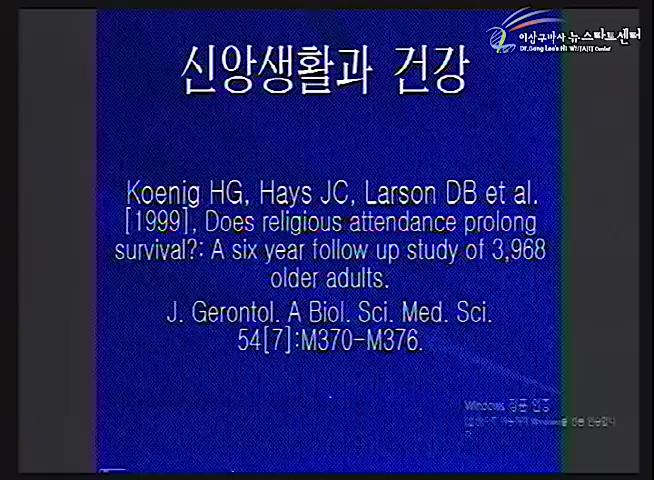 이상구박사 뉴스타트센터
신앙생활과 건강
Koenig HG, Hays JC, Larson DB et al.
[1999], Does religious attendance prolong
survival?: A six year follow up study of 3,968
older adults.
J. Gerontol. A Biol. Sci. Med. Sci.
54[7]:M370-M376.
Windows 정품 인증